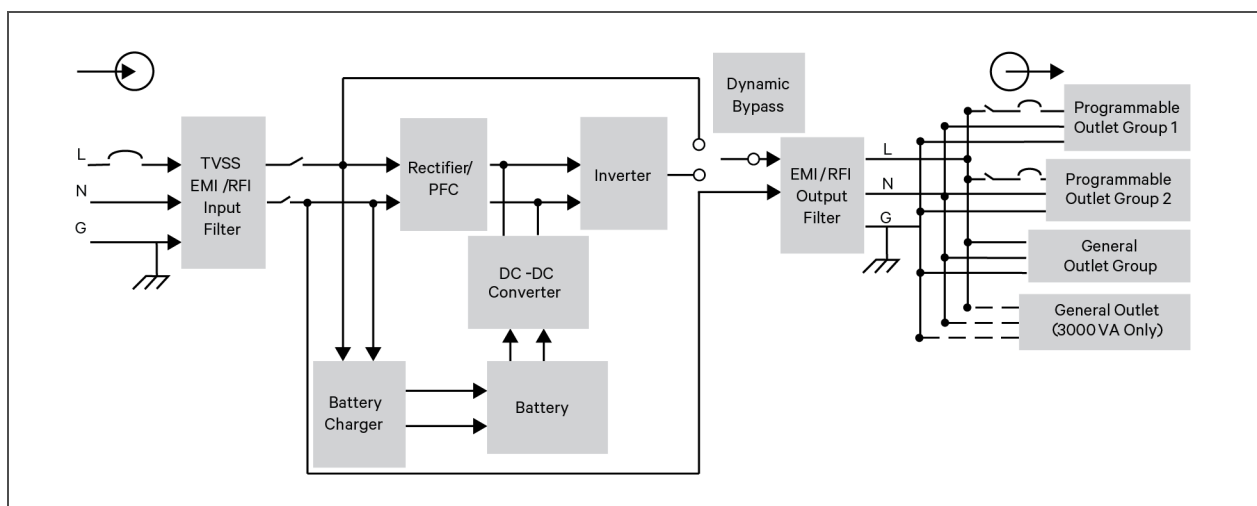 L
N
G
TVSS
EMI /RFI
Input
Filter
Rectifier/
PFC
Inverter
DC -DC
Converter
Battery
Charger
Battery
Dynamic
Bypass
EMI/RFI
Output
Filter
L
N
G
Programmable
Outlet Group 1
Programmable
Outlet Group 2
General
Outlet Group
General Outlet
(3000 VA Only)